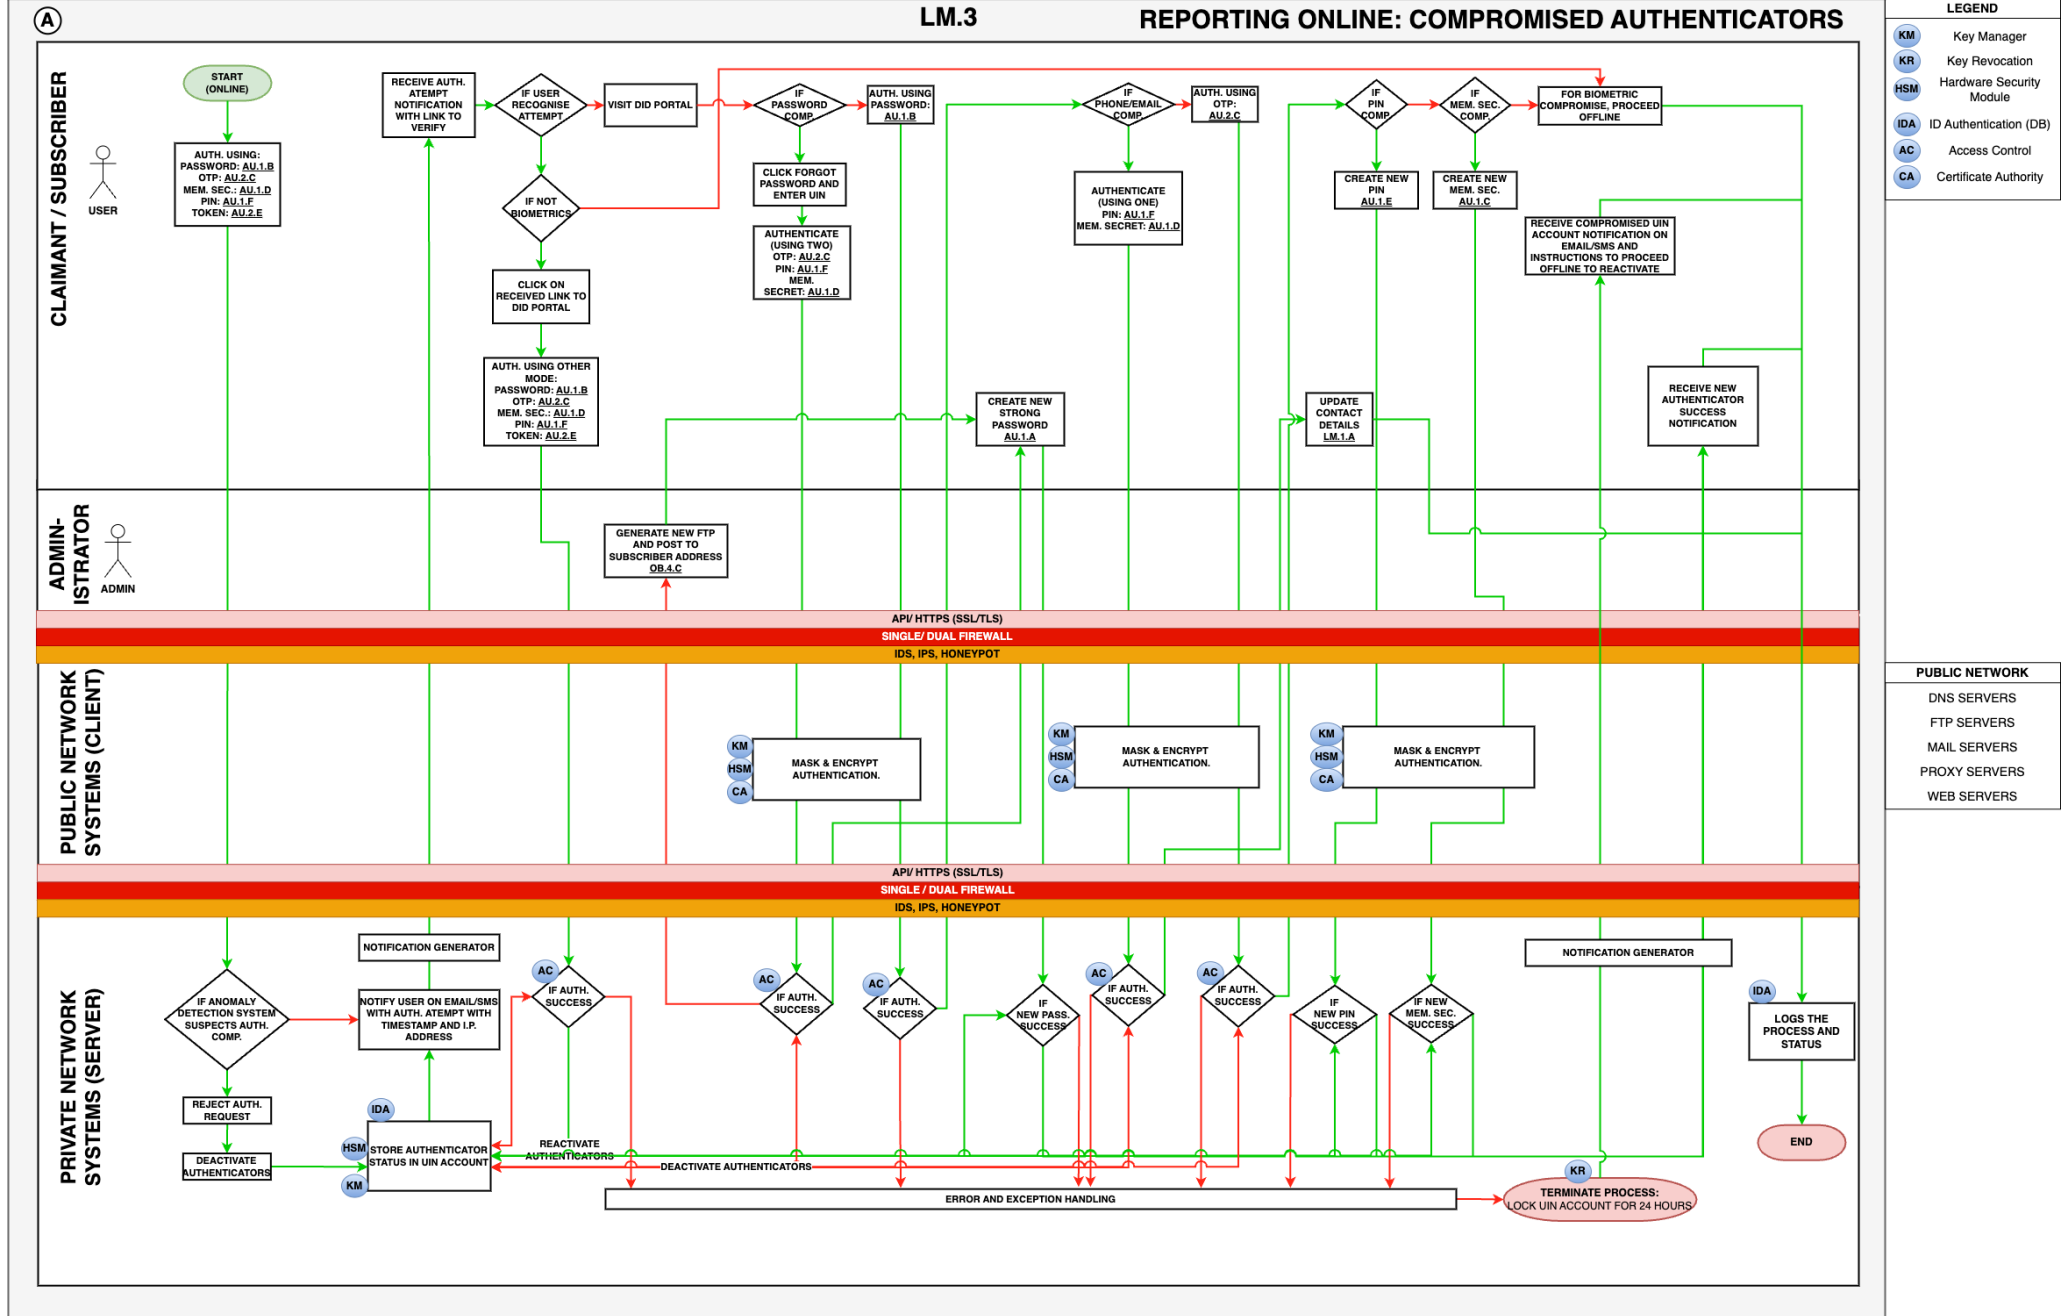 A
LM.3
REPORTING ONLINE: COMPROMISED AUTHENTICATORS
LEGEND
KM
Key Manager
KR
Key Revocation
HSM
Hardware Security
Module
IDA
ID Authentication (DB)
AC
Access Control
CA
Certificate Authority
CLAIMANT / SUBSCRIBER
USER
START
(ONLINE)
AUTH. USING:
PASSWORD: AU.1.B
OTP: AU.2.C
MEM. SEC.: AU.1.D
PIN: AU.1.F
TOKEN: AU.2.E
RECEIVE AUTH.
ATEMPT
NOTIFICATION
WITH LINK TO
VERIFY
IF USER
RECOGNISE
ATTEMPT
VISIT DID PORTAL
IF NOT
BIOMETRICS
CLICK ON
RECEIVED LINK TO
DID PORTAL
AUTH. USING OTHER
MODE:
PASSWORD: AU.1.B
OTP: AU.2.C
MEM. SEC.: AU.1.D
PIN: AU.1.F
TOKEN: AU.2.E
IF
PASSWORD
COMP.
AUTH. USING
PASSWORD:
AU.1.B
CLICK FORGOT
PASSWORD AND
ENTER UIN
AUTHENTICATE
(USING TWO)
OTP: AU.2.C
PIN: AU.1.F
MEM.
SECRET: AU.1.D
CREATE NEW
STRONG
PASSWORD
AU.1.A
IF
PHONE/EMAIL
COMP.
AUTH. USING
OTP:
AU.2.C
AUTHENTICATE
(USING ONE)
PIN: AU.1.F
MEM. SECRET: AU.1.D
IF
PIN
COMP.
IF
MEM. SEC.
COMP.
FOR BIOMETRIC
COMPROMISE, PROCEED
OFFLINE
CREATE NEW
PIN
AU.1.E
CREATE NEW
MEM. SEC.
AU.1.C
RECEIVE COMPROMISED UIN
ACCOUNT NOTIFICATION ON
EMAIL/SMS AND
INSTRUCTIONS TO PROCEED
OFFLINE TO REACTIVATE
UPDATE
CONTACT
DETAILS
LM.1.A
RECEIVE NEW
AUTHENTICATOR
SUCCESS
NOTIFICATION
ADMIN-
ISTRATOR
ADMIN
GENERATE NEW FTP
AND POST TO
SUBSCRIBER ADDRESS
OB.4.C
API/ HTTPS (SSL/TLS)
SINGLE/ DUAL FIREWALL
IDS, IPS, HONEYPOT
PUBLIC NETWORK
SYSTEMS (CLIENT)
KM
HSM
CA
MASK & ENCRYPT
AUTHENTICATION.
KM
HSM
CA
MASK & ENCRYPT
AUTHENTICATION.
KM
HSM
CA
MASK & ENCRYPT
AUTHENTICATION.
PUBLIC NETWORK
DNS SERVERS
FTP SERVERS
MAIL SERVERS
PROXY SERVERS
WEB SERVERS
API/ HTTPS (SSL/TLS)
SINGLE / DUAL FIREWALL
IDS, IPS, HONEYPOT
PRIVATE NETWORK
SYSTEMS (SERVER)
IF ANOMALY
DETECTION SYSTEM
SUSPECTS AUTH.
COMP.
REJECT AUTH.
REQUEST
DEACTIVATE
AUTHENTICATORS
NOTIFICATION GENERATOR
NOTIFY USER ON EMAIL/SMS
WITH AUTH. ATEMPT WITH
TIMESTAMP AND I.P.
ADDRESS
IDA
HSM
KM
STORE AUTHENTICATOR
STATUS IN UIN ACCOUNT
AC
IF AUTH.
SUCCESS
REACTIVATE
AUTHENTICATORS
DEACTIVATE AUTHENTICATORS
AC
IF AUTH.
SUCCESS
AC
IF AUTH.
SUCCESS
IF
NEW PASS.
SUCCESS
AC
IF AUTH.
SUCCESS
AC
IF AUTH.
SUCCESS
IF
NEW PIN
SUCCESS
IF NEW
MEM. SEC.
SUCCESS
NOTIFICATION GENERATOR
IDA
LOGS THE
PROCESS AND
STATUS
END
ERROR AND EXCEPTION HANDLING
KR
TERMINATE PROCESS:
LOCK UIN ACCOUNT FOR 24 HOURS